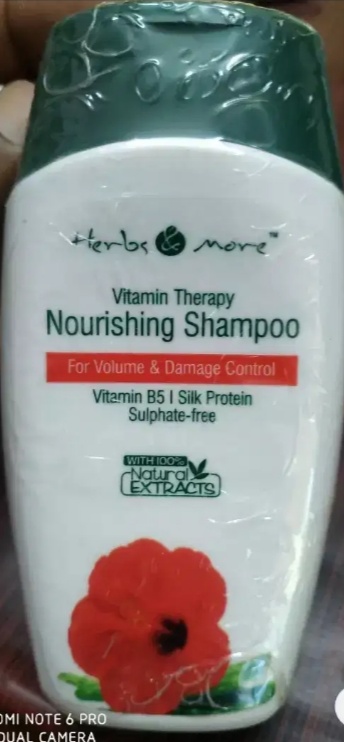 Herbs & More™
Vitamin Therapy
Nourishing Shampoo
For Volume & Damage Control
Vitamin B5 | Silk Protein
Sulphate-free
WITH 100%
Natural
EXTRACTS
OMI NOTE 6 PRO
DUAL CAMERA